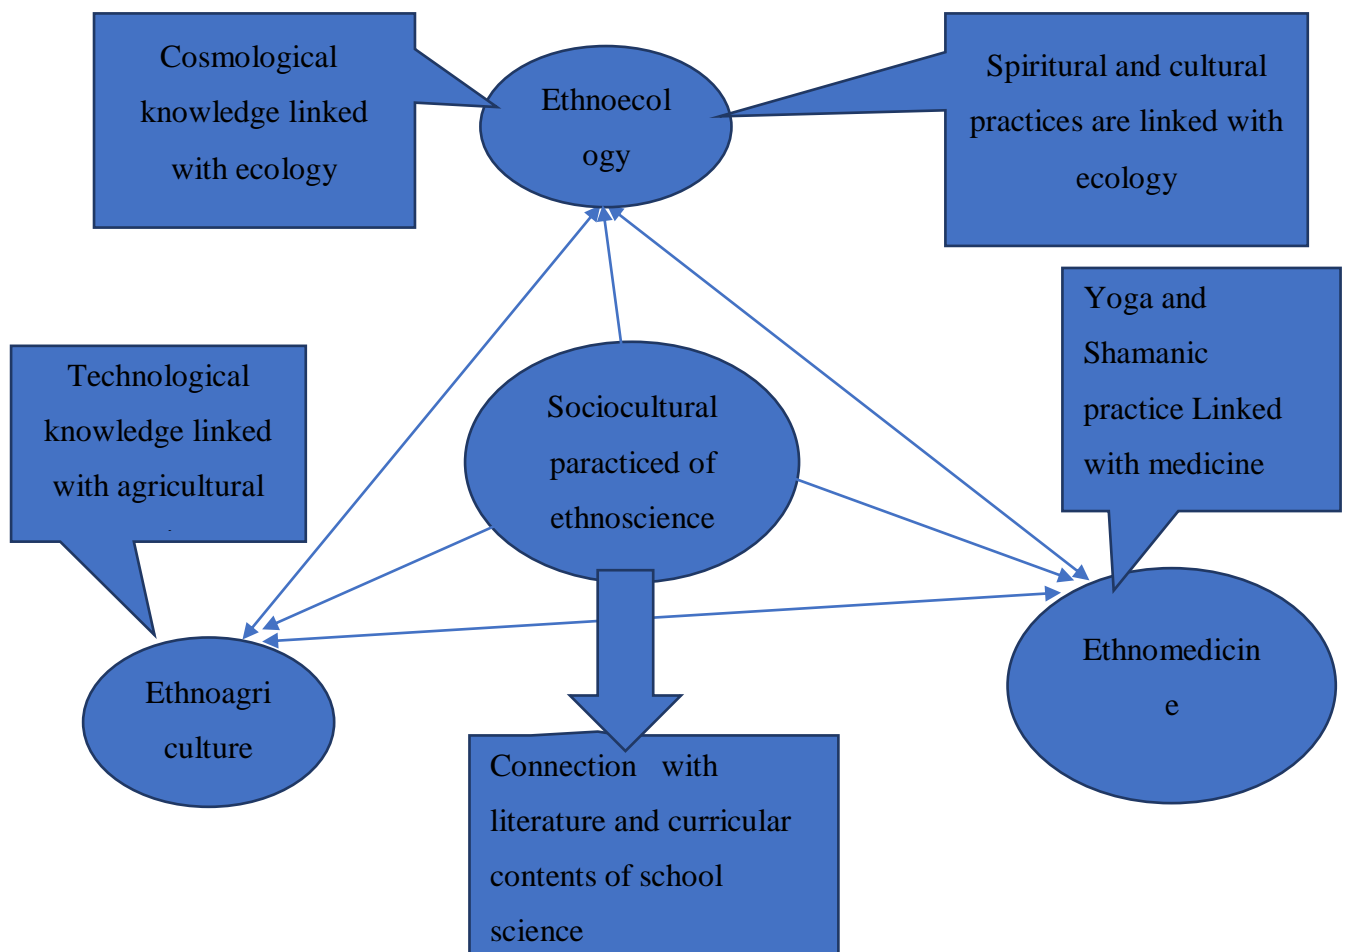 Cosmological
knowledge linked
with ecology
Ethnoecol
ogy
Spiritural and cultural
practices are linked with
ecology
Yoga and
Shamanic
practice Linked
with medicine
Technological
knowledge linked
with agricultural
Sociocultural
paracticed of
ethnoscience
Ethnomedicin
e
Ethnoagri
culture
Connection with
literature and curricular
contents of school
science